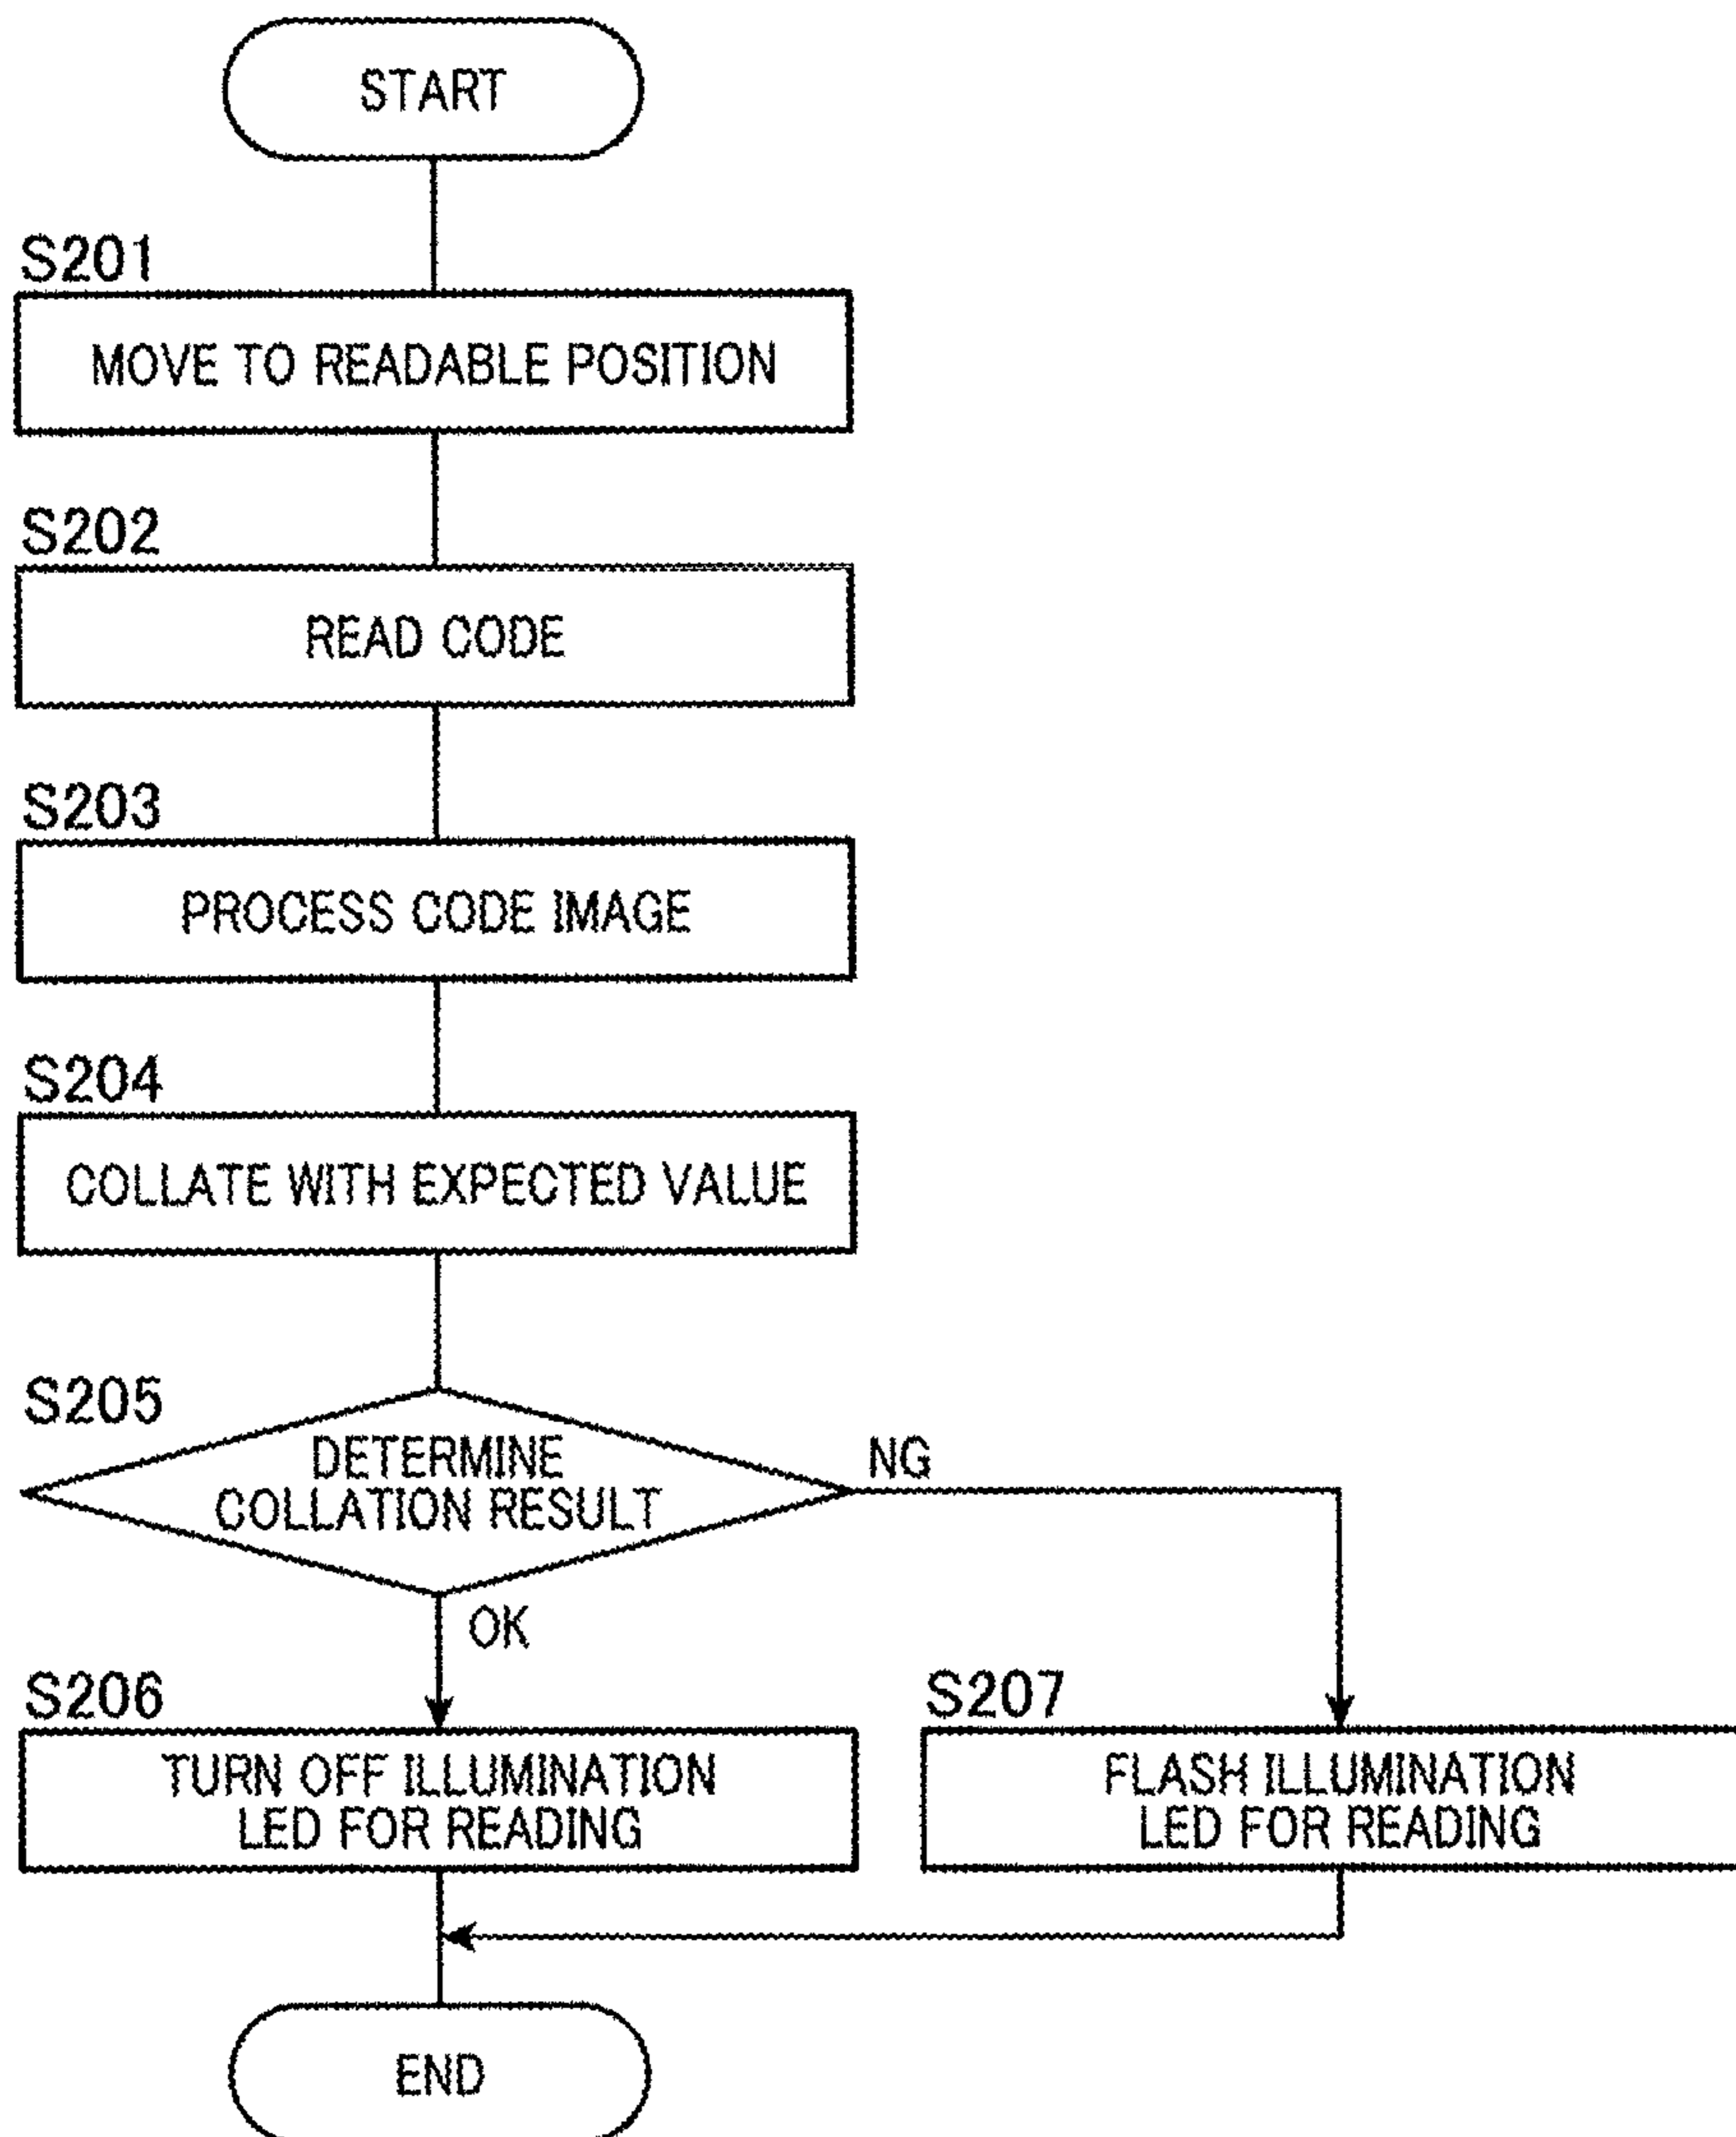 START
S201
MOVE TO READABLE POSITION
S202
READ CODE
S203
PROCESS CODE IMAGE
S204
COLLATE WITH EXPECTED VALUE
S205
DETERMINE
COLLATION RESULT
NG
OK
S206
TURN OFF ILLUMINATION
LED FOR READING
S207
FLASH ILLUMINATION
LED FOR READING
END